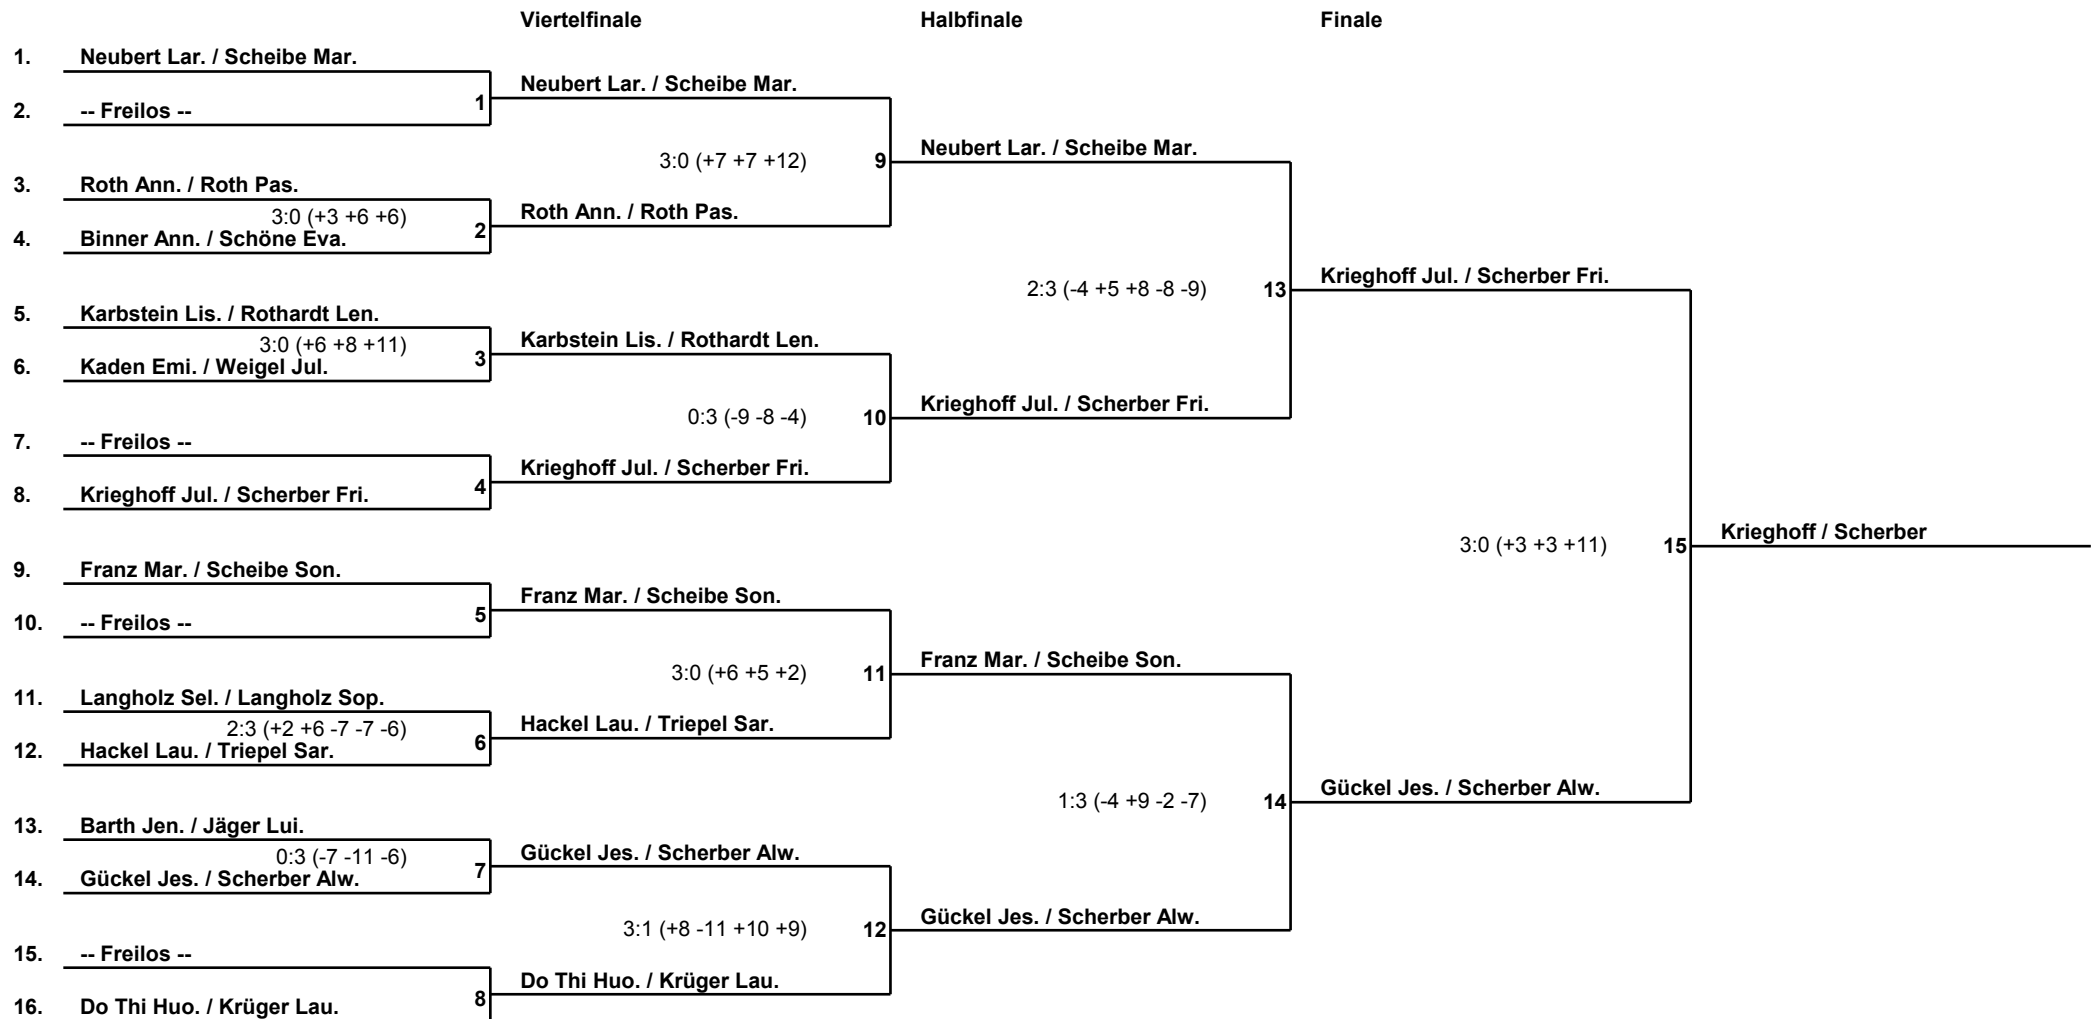 Viertelfinale Halbfinale Finale
1. Neubert Lar. / Scheibe Mar.
Neubert Lar. / Scheibe Mar.
2. -- Freilos -- 1
3:0 (+7 +7 +12) 9 Neubert Lar. / Scheibe Mar.
3. Roth Ann. / Roth Pas.
3:0 (+3 +6 +6) 2 Roth Ann. / Roth Pas.
4. Binner Ann. / Schöne Eva.
2:3 (-4 +5 +8 -8 -9) 13 Krieghoff Jul. / Scherber Fri.
5. Karbstein Lis. / Rothardt Len.
3:0 (+6 +8 +11) 3 Karbstein Lis. / Rothardt Len.
6. Kaden Emi. / Weigel Jul.
0:3 (-9 -8 -4) 10 Krieghoff Jul. / Scherber Fri.
7. -- Freilos --
4 Krieghoff Jul. / Scherber Fri.
8. Krieghoff Jul. / Scherber Fri.
3:0 (+3 +3 +11) 15 Krieghoff / Scherber
9. Franz Mar. / Scheibe Son.
5 Franz Mar. / Scheibe Son.
10. -- Freilos --
3:0 (+6 +5 +2) 11 Franz Mar. / Scheibe Son.
11. Langholz Sel. / Langholz Sop.
2:3 (+2 +6 -7 -7 -6) 6 Hackel Lau. / Triepel Sar.
12. Hackel Lau. / Triepel Sar.
1:3 (-4 +9 -2 -7) 14 Gückel Jes. / Scherber Alw.
13. Barth Jen. / Jäger Lui.
0:3 (-7 -11 -6) 7 Gückel Jes. / Scherber Alw.
14. Gückel Jes. / Scherber Alw.
3:1 (+8 -11 +10 +9) 12 Gückel Jes. / Scherber Alw.
15. -- Freilos --
8 Do Thi Huo. / Krüger Lau.
16. Do Thi Huo. / Krüger Lau.